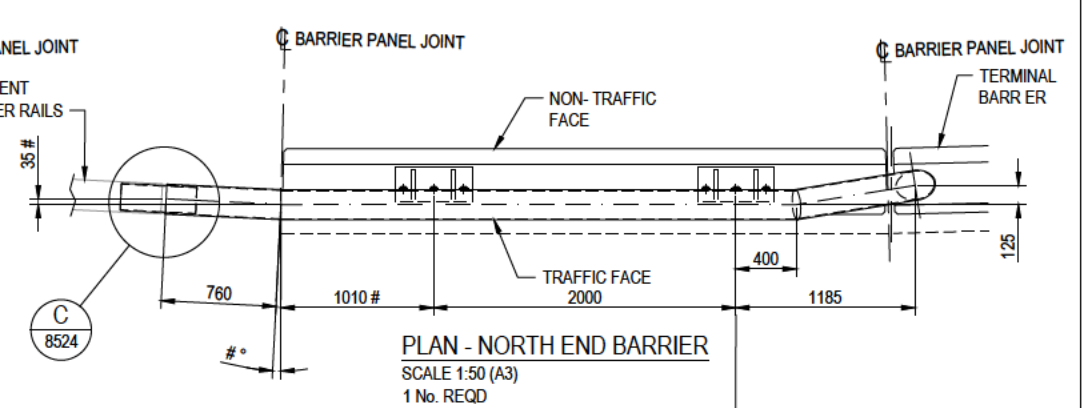 ANEL JOINT
℄ BARRIER PANEL JOINT
℄ BARRIER PANEL JOINT
ENT
ER RAILS
NON- TRAFFIC
FACE
TERMINAL
BARR ER
35 #
125
400
TRAFFIC FACE
760
1010 #
2000
1185
C
8524
# °
PLAN - NORTH END BARRIER
SCALE 1:50 (A3)
1 No. REQD